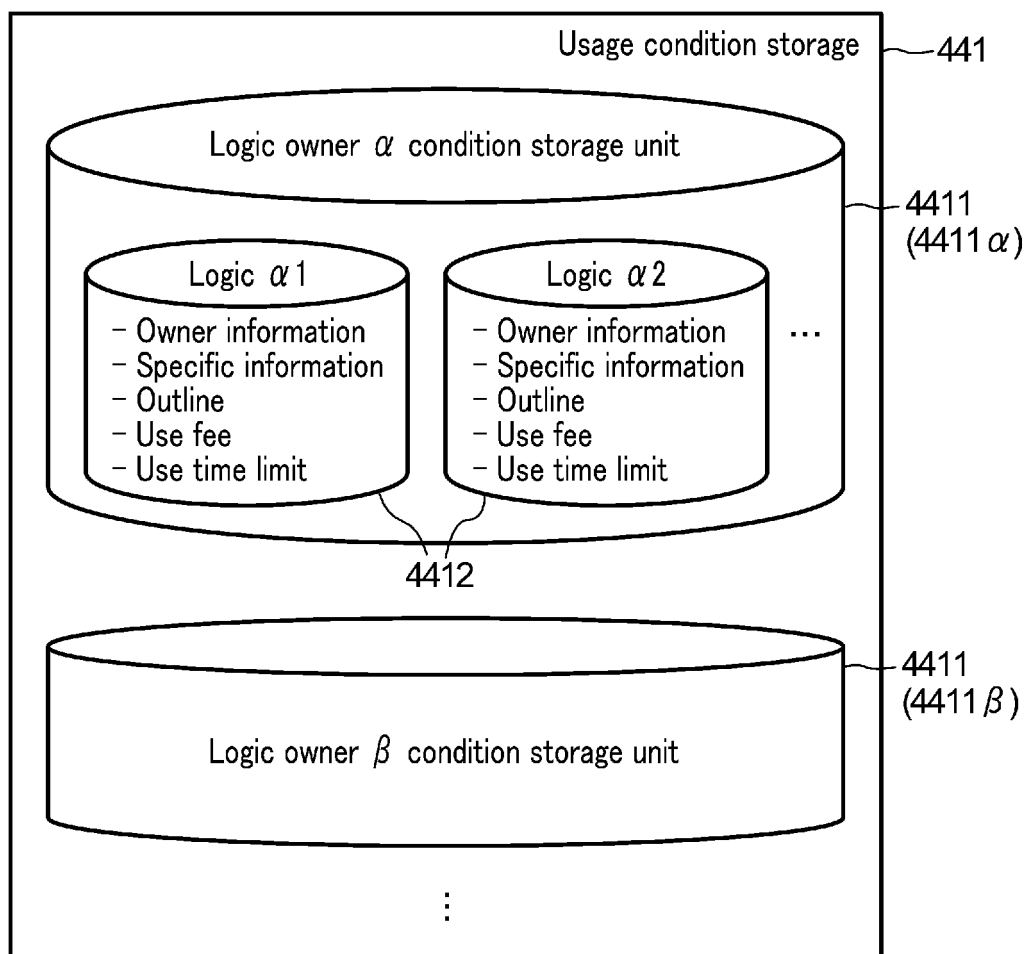 Usage condition storage
441
Logic owner α condition storage unit
4411
(4411α)
Logic α1
- Owner information
- Specific information
- Outline
- Use fee
- Use time limit
Logic α2
- Owner information
- Specific information
- Outline
- Use fee
- Use time limit
...
4412
4411
(4411β)
Logic owner β condition storage unit
⋮